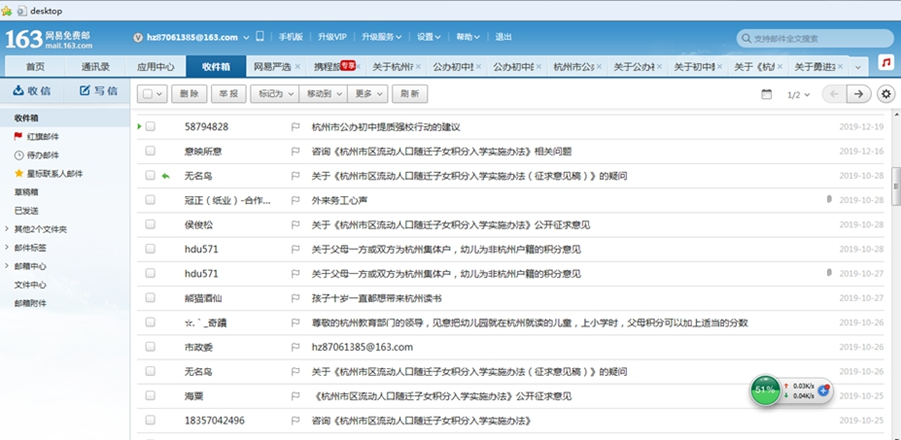 desktop
163 网易免费邮
mail.163.com
hz87061385@163.com 手机版 升级VIP 升级服务 设置 帮助 退出
支持邮件全文搜索
首页 通讯录 应用中心 收件箱 网易严选 携程旅 专享 关于杭州市 公办初中 公办初中 杭州市公办 关于公办初 关于初中 关于《杭州 关于勇进
收信 写信
删除 举报 标记为 移动到 更多 刷新 1/2
收件箱
红旗邮件
待办邮件
星标联系人邮件
草稿箱
已发送
其他2个文件夹
邮件标签
邮箱中心
文件中心
邮箱附件
58794828 杭州市公办初中提质强校行动的建议 2019-12-19
意映所意 咨询《杭州市区流动人口随迁子女积分入学实施办法》相关问题 2019-12-16
无名鸟 关于《杭州市区流动人口随迁子女积分入学实施办法（征求意见稿）》的疑问 2019-10-28
冠正（纸业）-合作... 外来务工心声 2019-10-28
侯俊松 关于《杭州市区流动人口随迁子女积分入学实施办法》公开征求意见 2019-10-28
hdu571 关于父母一方或双方为杭州集体户，幼儿为非杭州户籍的积分意见 2019-10-28
hdu571 关于父母一方或双方为杭州集体户，幼儿为非杭州户籍的积分意见 2019-10-27
熊猫酒仙 孩子十岁一直都想带来杭州读书 2019-10-26
☆.｀_奇蹟 尊敬的杭州教育部门的领导，见意把幼儿园就在杭州就读的儿童，上小学时，父母积分可以加上适当的分数 2019-10-26
市政委 hz87061385@163.com 2019-10-26
无名鸟 关于《杭州市区流动人口随迁子女积分入学实施办法（征求意见稿）》的疑问 2019-10-26
海粟 《杭州市区流动人口随迁子女积分入学实施办法》公开征求意见 2019-10-25
18357042496 咨询《杭州市区流动人口随迁子女积分入学实施办法》 2019-10-25
51% 0.03K/s
0.04K/s